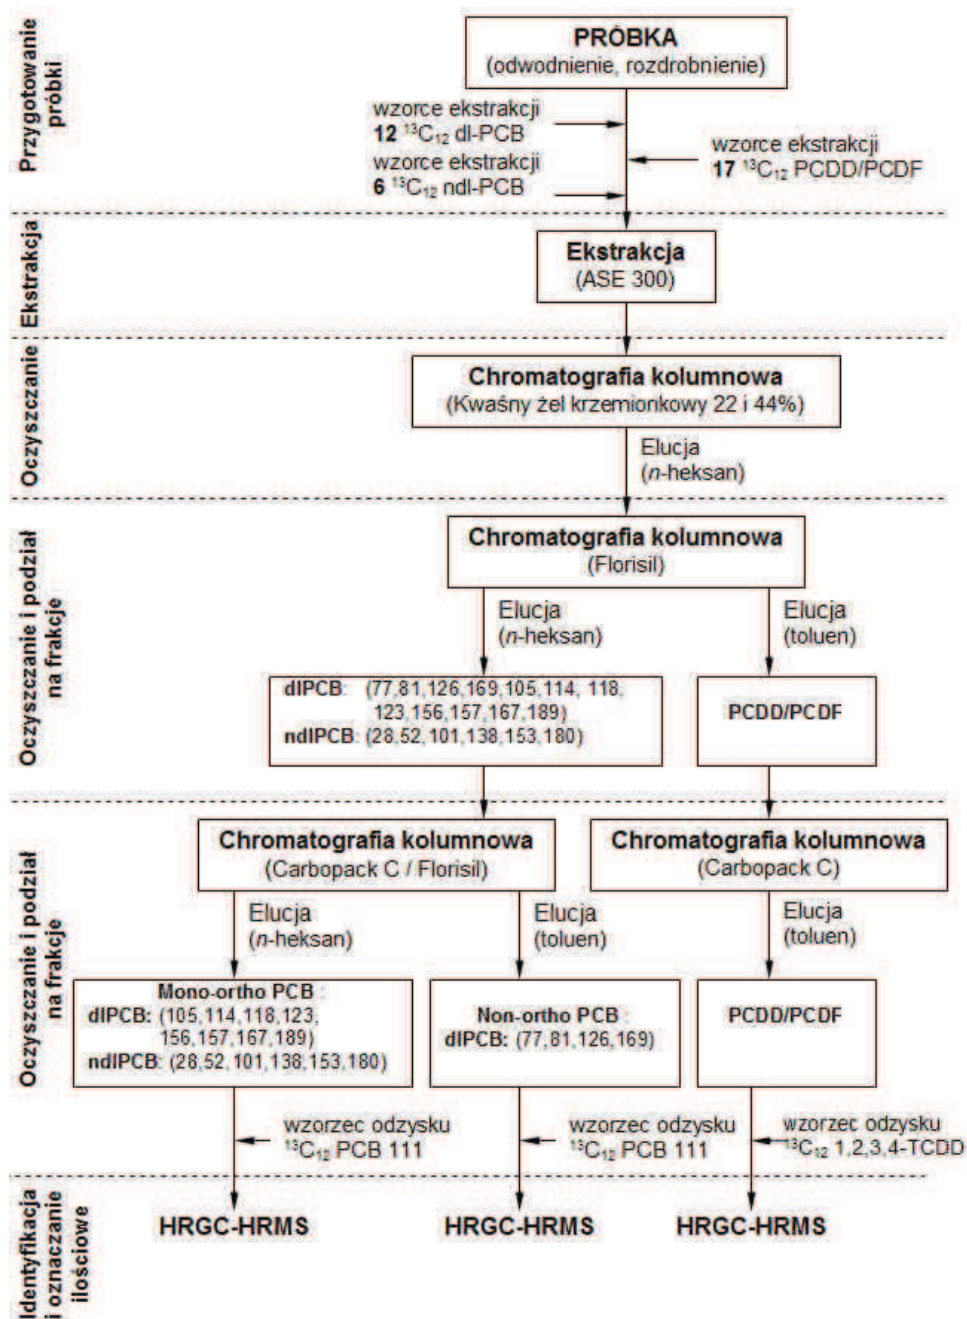 Przygotowanie
próbki
PRÓBKA
(odwodnienie, rozdrobnienie)
wzorce ekstrakcji
12 ¹³C₁₂ dl-PCB
wzorce ekstrakcji
6 ¹³C₁₂ ndl-PCB
wzorce ekstrakcji
17 ¹³C₁₂ PCDD/PCDF
Ekstrakcja
Ekstrakcja
(ASE 300)
Oczyszczanie
Chromatografia kolumnowa
(Kwaśny żel krzemionkowy 22 i 44%)
Elucja
(n-heksan)
Oczyszczanie i podział
na frakcje
Chromatografia kolumnowa
(Florisil)
Elucja
(n-heksan)
Elucja
(toluen)
dlPCB: (77,81,126,169,105,114, 118,
123,156,157,167,189)
ndlPCB: (28,52,101,138,153,180)
PCDD/PCDF
Oczyszczanie i podział
na frakcje
Chromatografia kolumnowa
(Carbopack C / Florisil)
Chromatografia kolumnowa
(Carbopack C)
Elucja
(n-heksan)
Elucja
(toluen)
Elucja
(toluen)
Mono-ortho PCB :
dlPCB: (105,114,118,123,
156,157,167,189)
ndlPCB: (28,52,101,138,153,180)
Non-ortho PCB :
dlPCB: (77,81,126,169)
PCDD/PCDF
wzorzec odzysku
¹³C₁₂ PCB 111
wzorzec odzysku
¹³C₁₂ PCB 111
wzorzec odzysku
¹³C₁₂ 1,2,3,4-TCDD
Identyfikacja
i oznaczanie
ilościowe
HRGC-HRMS
HRGC-HRMS
HRGC-HRMS